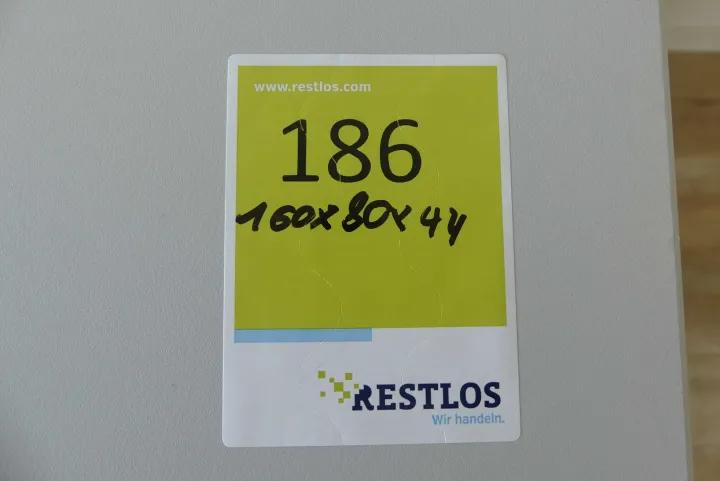 www.restlos.com
186
160x80x44
RESTLOS
Wir handeln.